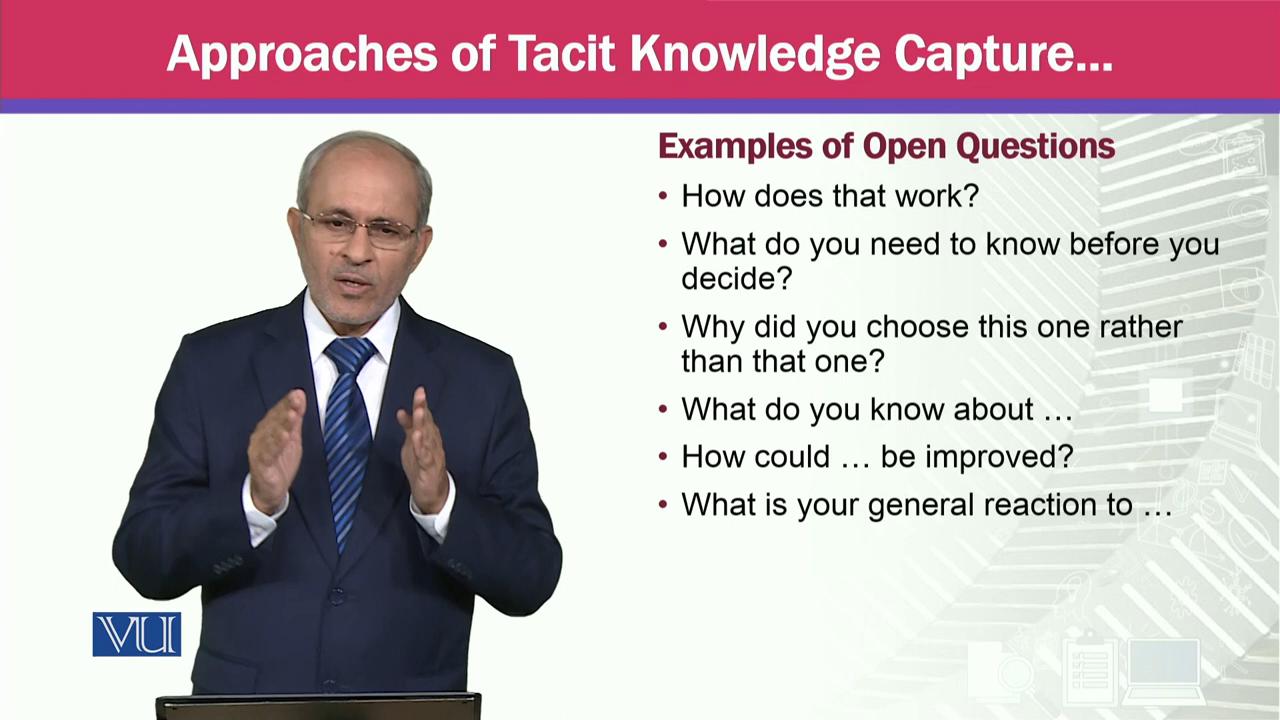 Approaches of Tacit Knowledge Capture...
Examples of Open Questions
• How does that work?
• What do you need to know before you
decide?
• Why did you choose this one rather
than that one?
• What do you know about …
• How could … be improved?
• What is your general reaction to …
VU